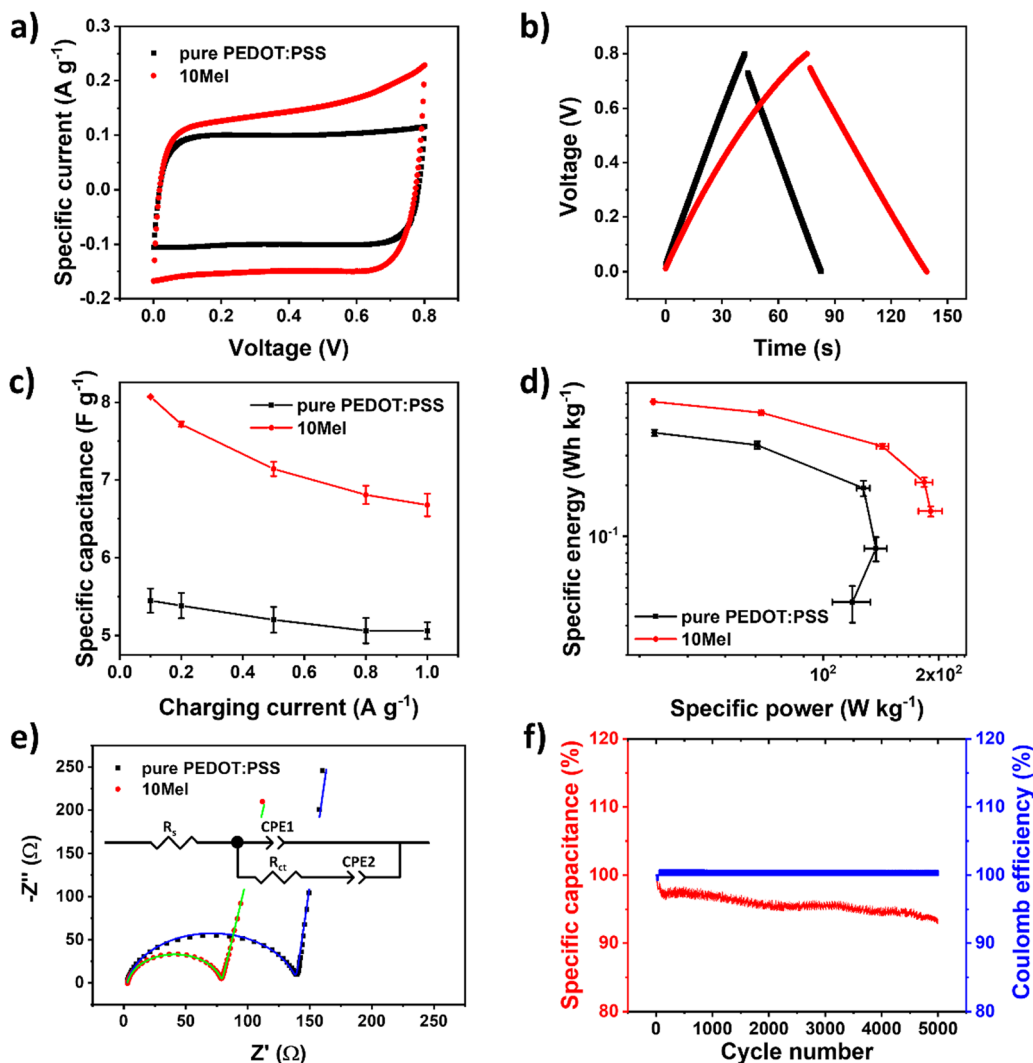 a)
0.3
0.2
0.1
0.0
-0.1
-0.2
Specific current (A g⁻¹)
pure PEDOT:PSS
10Mel
0.0 0.2 0.4 0.6 0.8
Voltage (V)
b)
0.8
0.6
0.4
0.2
0.0
Voltage (V)
0 30 60 90 120 150
Time (s)
c)
8
7
6
5
Specific capacitance (F g⁻¹)
pure PEDOT:PSS
10Mel
0.0 0.2 0.4 0.6 0.8 1.0
Charging current (A g⁻¹)
d)
10⁻¹
Specific energy (Wh kg⁻¹)
pure PEDOT:PSS
10Mel
10² 2x10²
Specific power (W kg⁻¹)
e)
250
200
150
100
50
0
-Z'' (Ω)
pure PEDOT:PSS
10Mel
Rs CPE1
Rct CPE2
0 50 100 150 200 250
Z' (Ω)
f)
120
110
100
90
80
Specific capacitance (%)
120
110
100
90
80
Coulomb efficiency (%)
0 1000 2000 3000 4000 5000
Cycle number